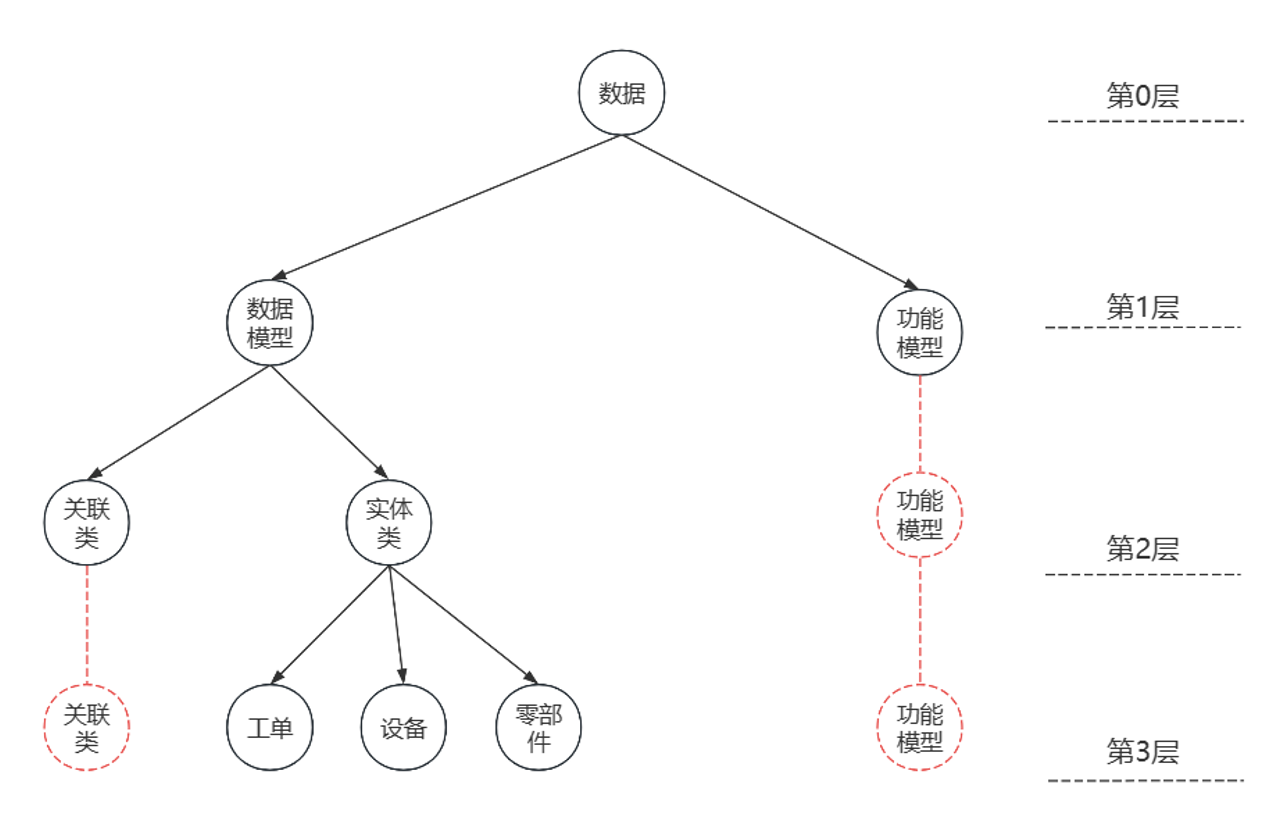 数据
第0层
数据
模型
功能
模型
第1层
关联
类
实体
类
功能
模型
第2层
关联
类
工单
设备
零部
件
功能
模型
第3层